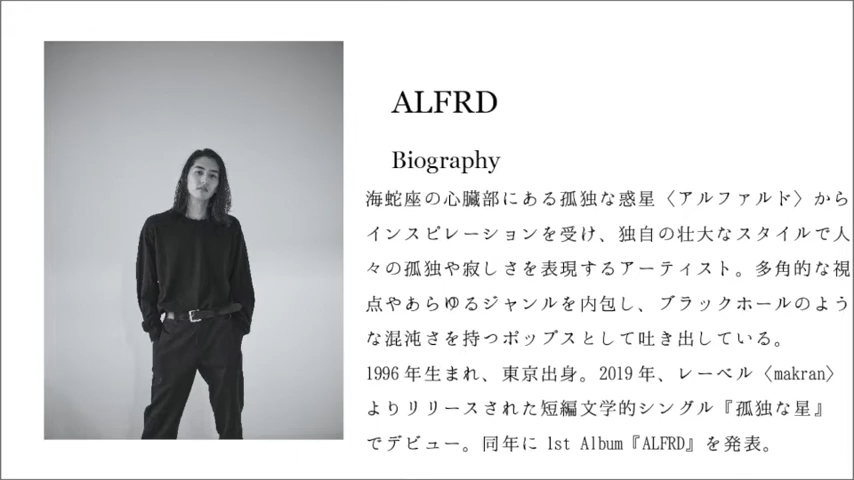 ALFRD
Biography
海蛇座の心臓部にある孤独な惑星〈アルファルド〉から
インスピレーションを受け、独自の壮大なスタイルで人
々の孤独や寂しさを表現するアーティスト。多角的な視
点やあらゆるジャンルを内包し、ブラックホールのよう
な混沌さを持つポップスとして吐き出している。
1996年生まれ、東京出身。2019年、レーベル〈makran〉
よりリリースされた短編文学的シングル『孤独な星』
でデビュー。同年に 1st Album『ALFRD』を発表。